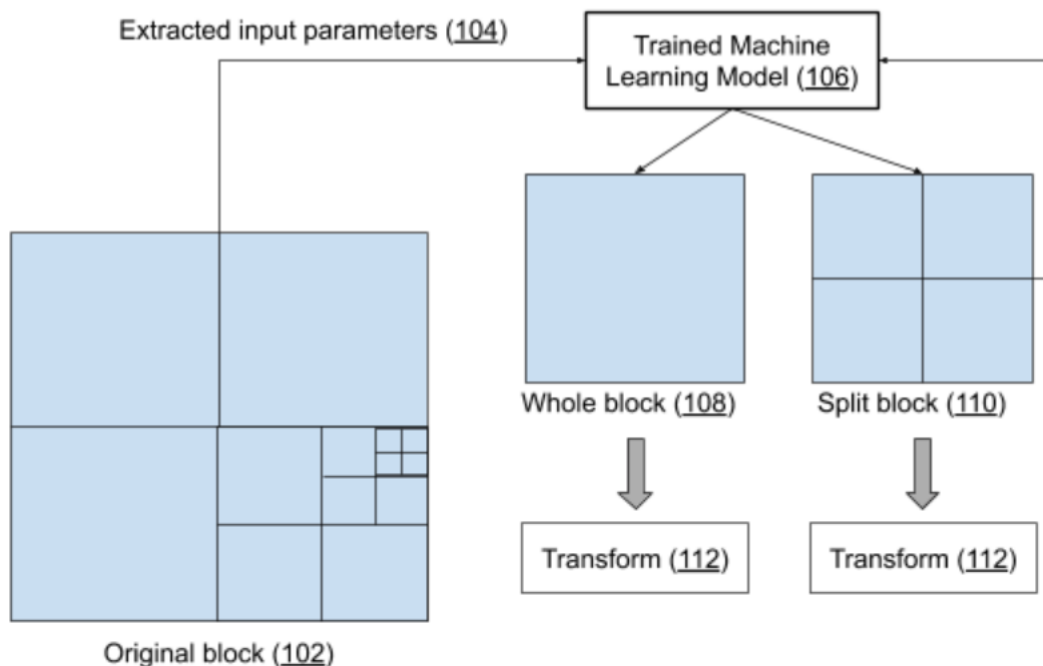 Extracted input parameters (104)
Trained Machine
Learning Model (106)
Whole block (108)
Split block (110)
Transform (112)
Transform (112)
Original block (102)